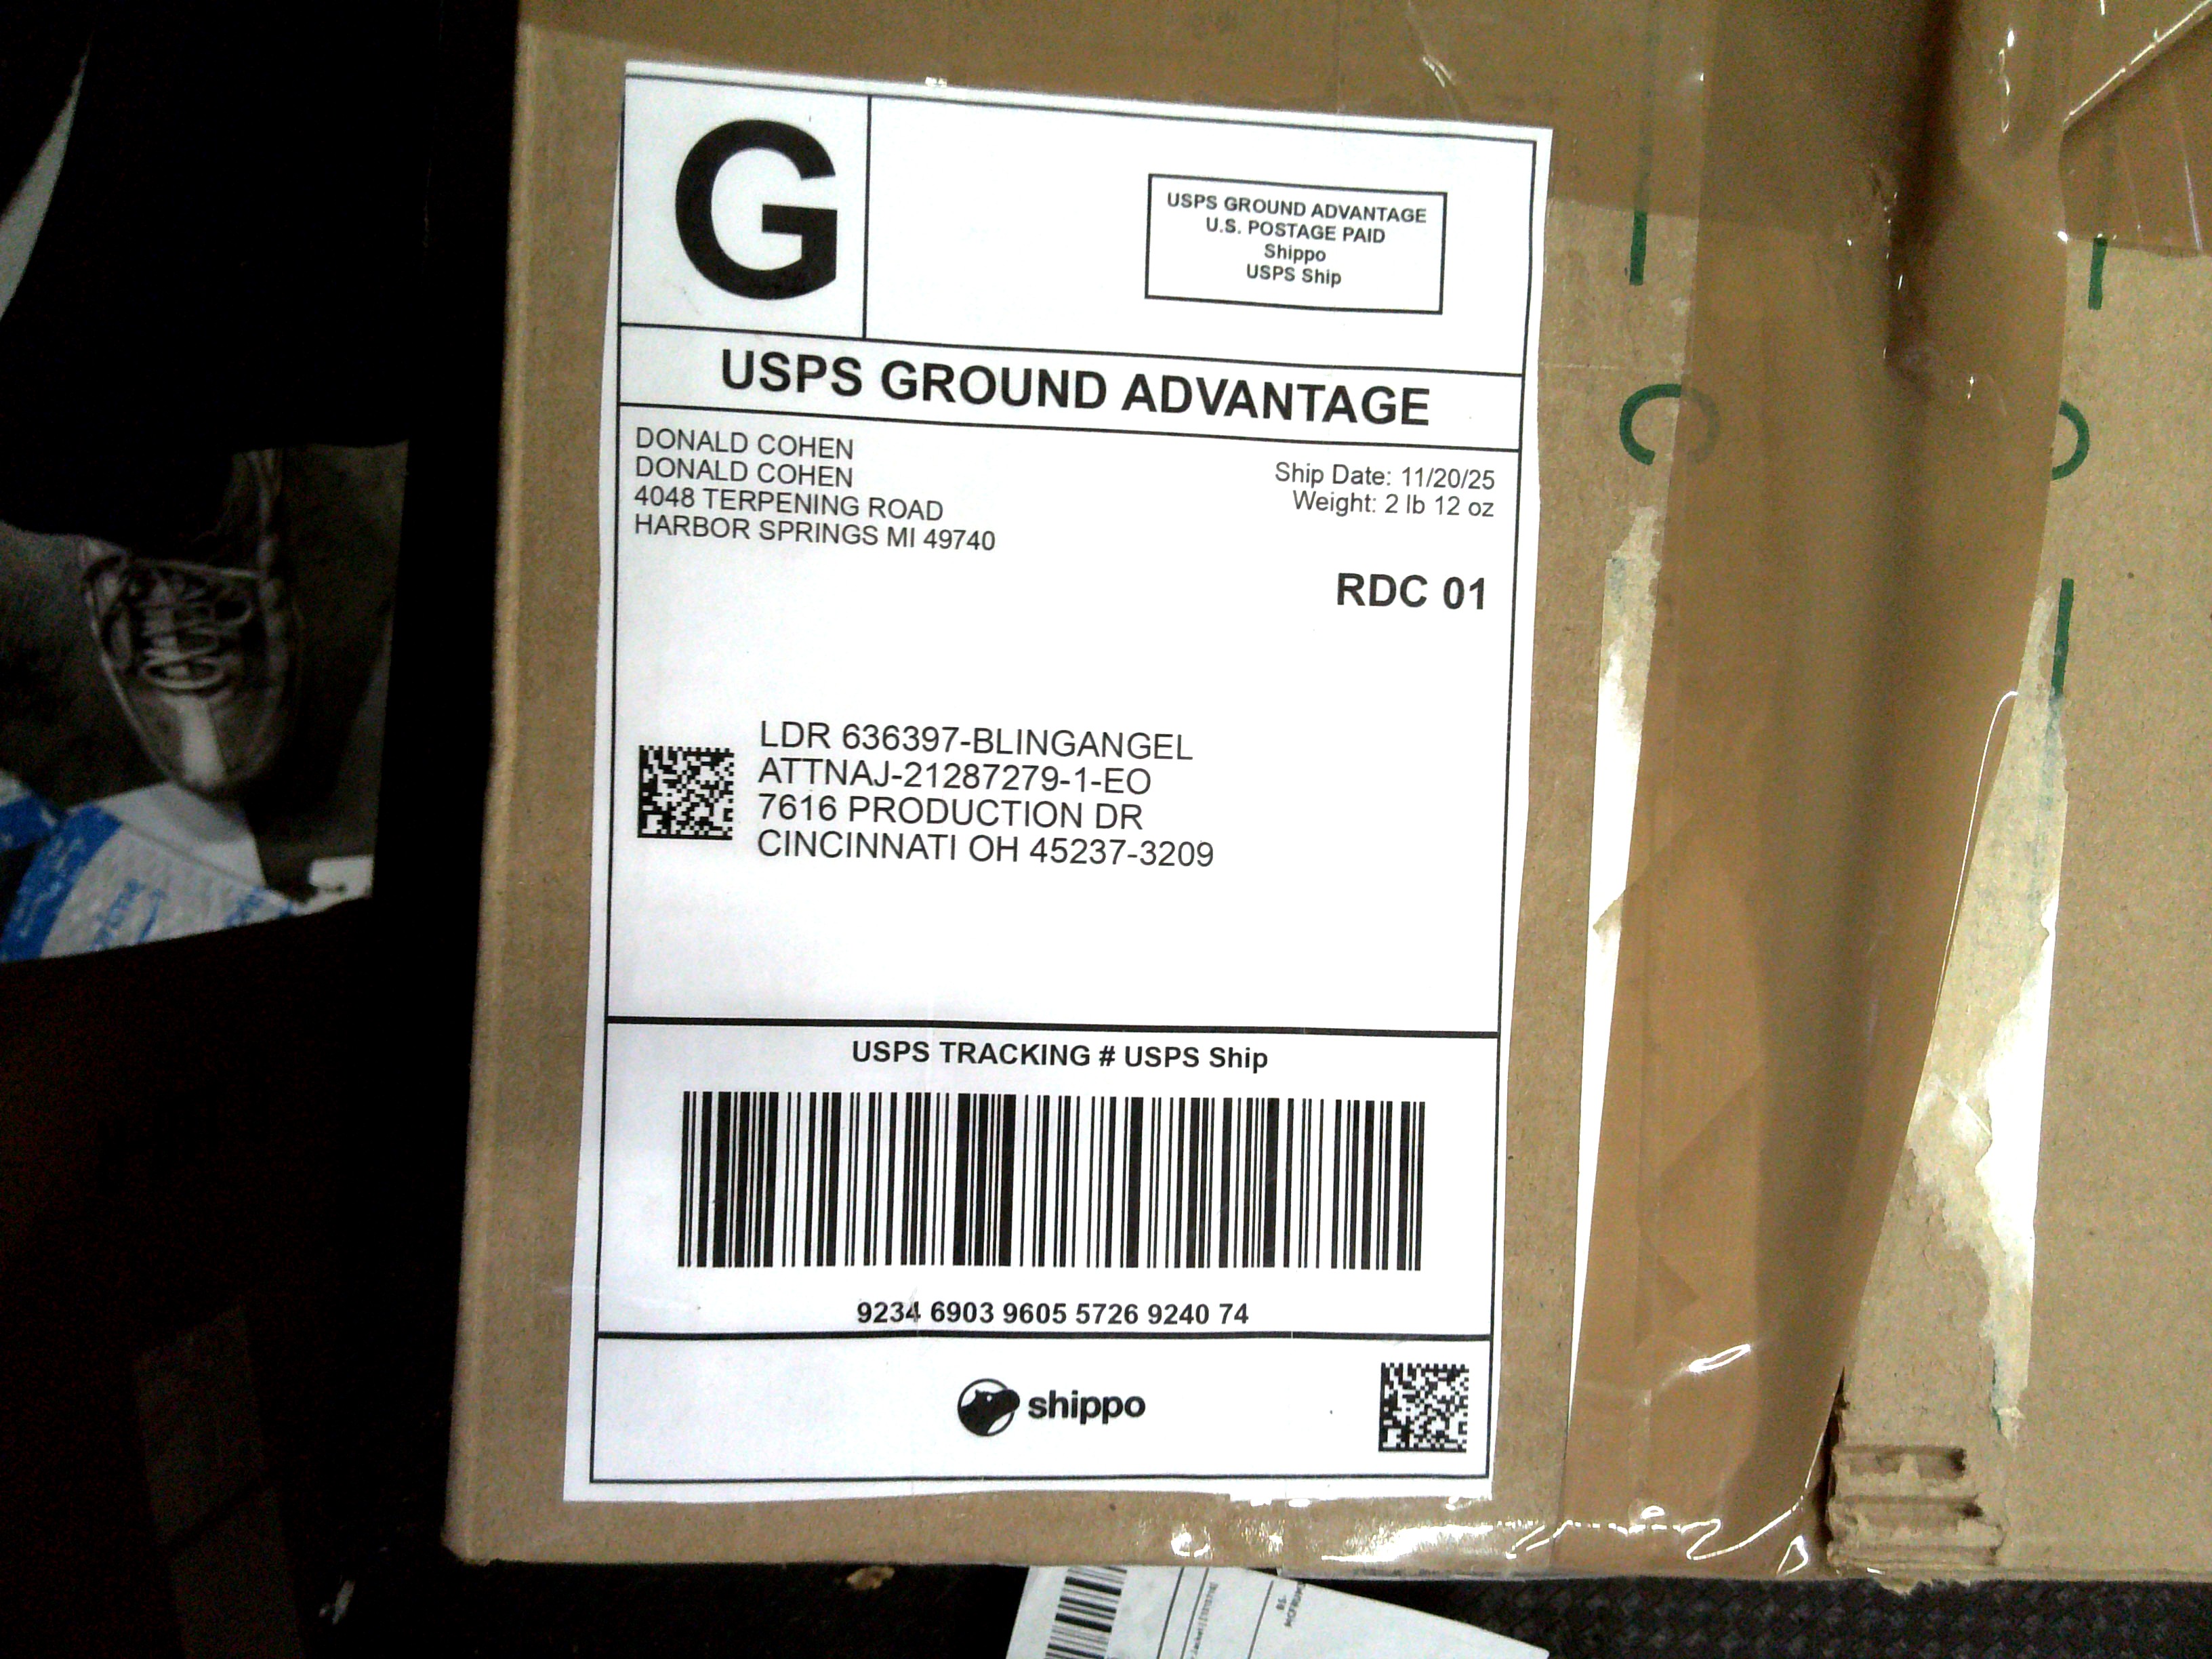 G
USPS GROUND ADVANTAGE
U.S. POSTAGE PAID
Shippo
USPS Ship
USPS GROUND ADVANTAGE
DONALD COHEN
DONALD COHEN
4048 TERPENING ROAD
HARBOR SPRINGS MI 49740
Ship Date: 11/20/25
Weight: 2 lb 12 oz
RDC 01
LDR 636397-BLINGANGEL
ATTNAJ-21287279-1-EO
7616 PRODUCTION DR
CINCINNATI OH 45237-3209
USPS TRACKING # USPS Ship
9234 6903 9605 5726 9240 74
shippo